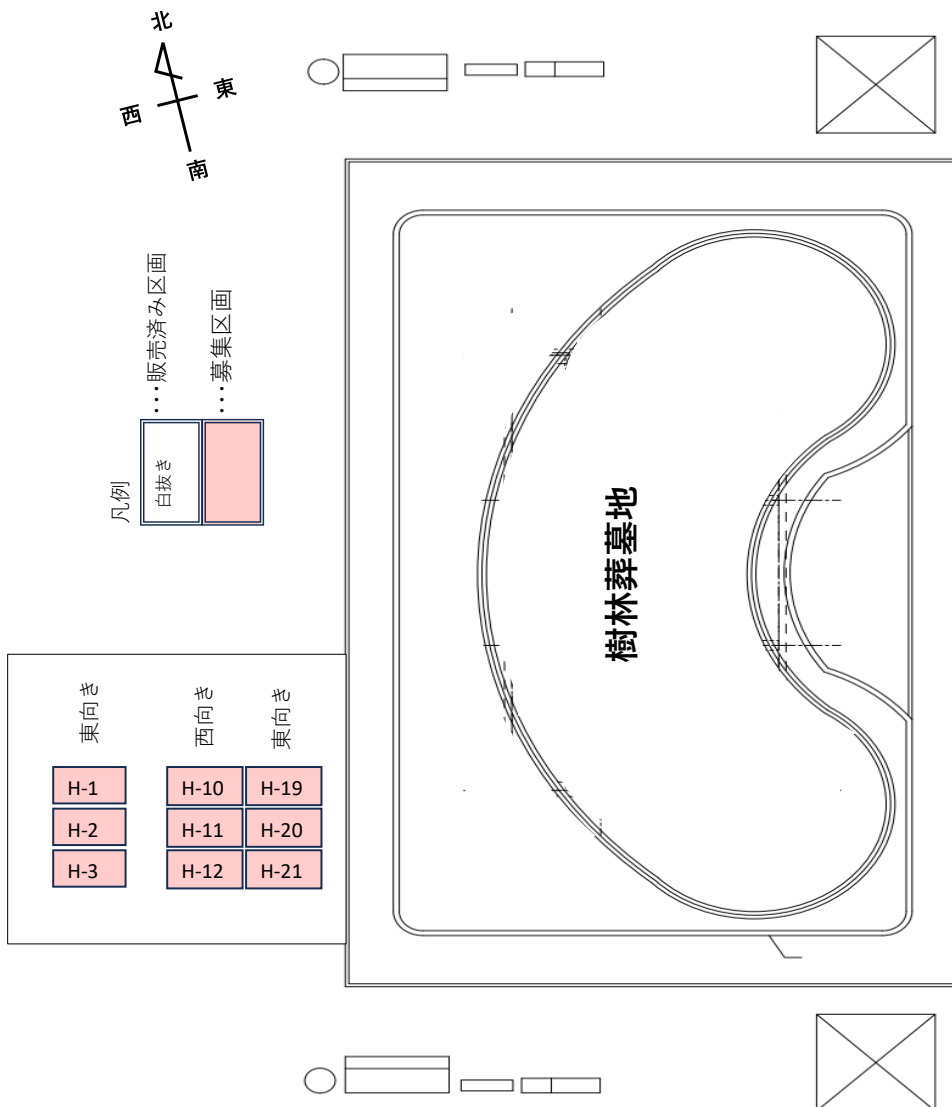 北
東
西
南
凡例
白抜き
…販売済み区画
…募集区画
東向き
西向き
東向き
H-1
H-10
H-19
H-2
H-11
H-20
H-3
H-12
H-21
樹林葬墓地